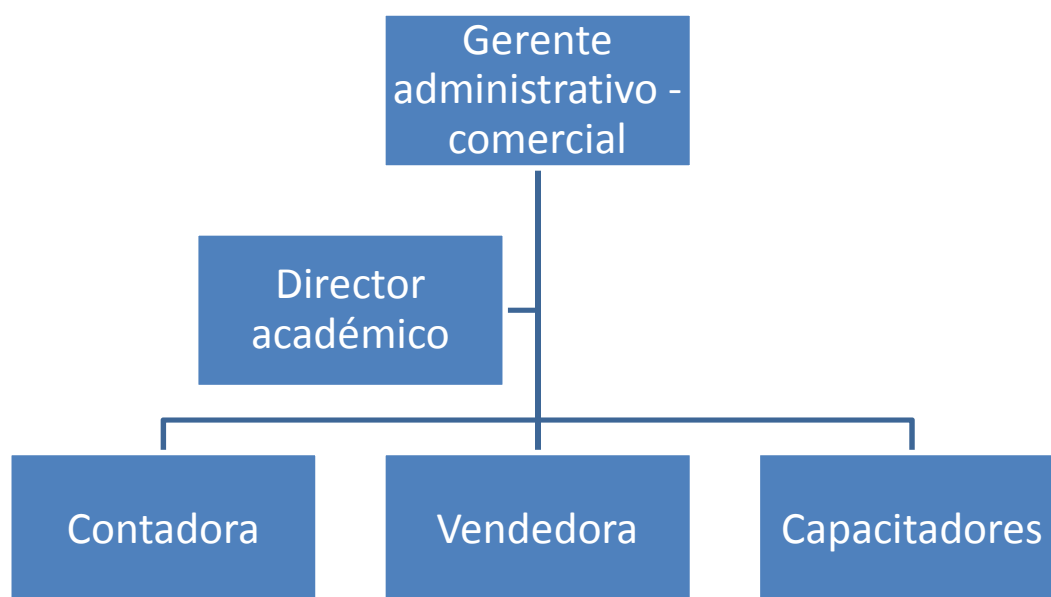 Gerente
administrativo -
comercial
Director
académico
Contadora
Vendedora
Capacitadores